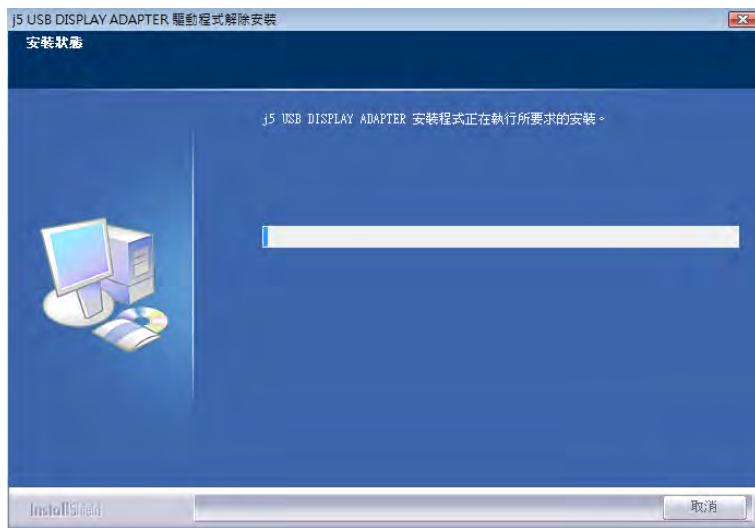 j5 USB DISPLAY ADAPTER 驅動程式解除安裝
安裝狀態
j5 USB DISPLAY ADAPTER 安裝程式正在執行所要求的安裝。
InstallShield
取消